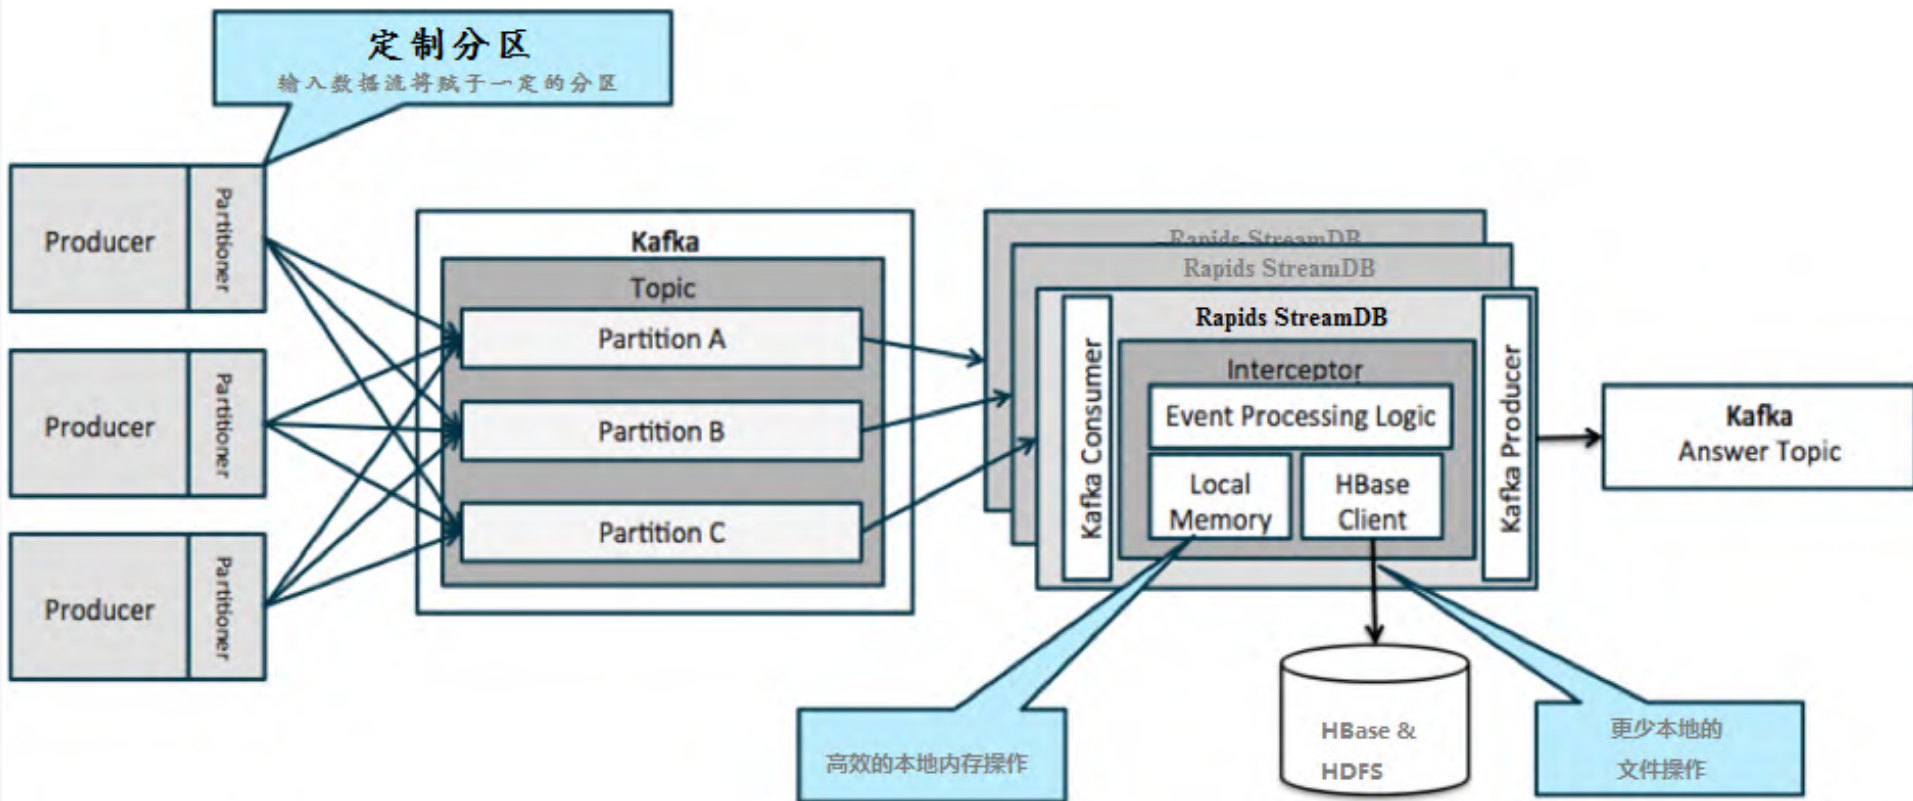 定制分区
输入数据流将赋于一定的分区
Producer
Partitioner
Producer
Partitioner
Producer
Partitioner
Kafka
Topic
Partition A
Partition B
Partition C
Rapids StreamDB
Rapids StreamDB
Rapids StreamDB
Kafka Consumer
Interceptor
Event Processing Logic
Local
Memory
HBase
Client
Kafka Producer
Kafka
Answer Topic
高效的本地内存操作
HBase &
HDFS
更少本地的
文件操作